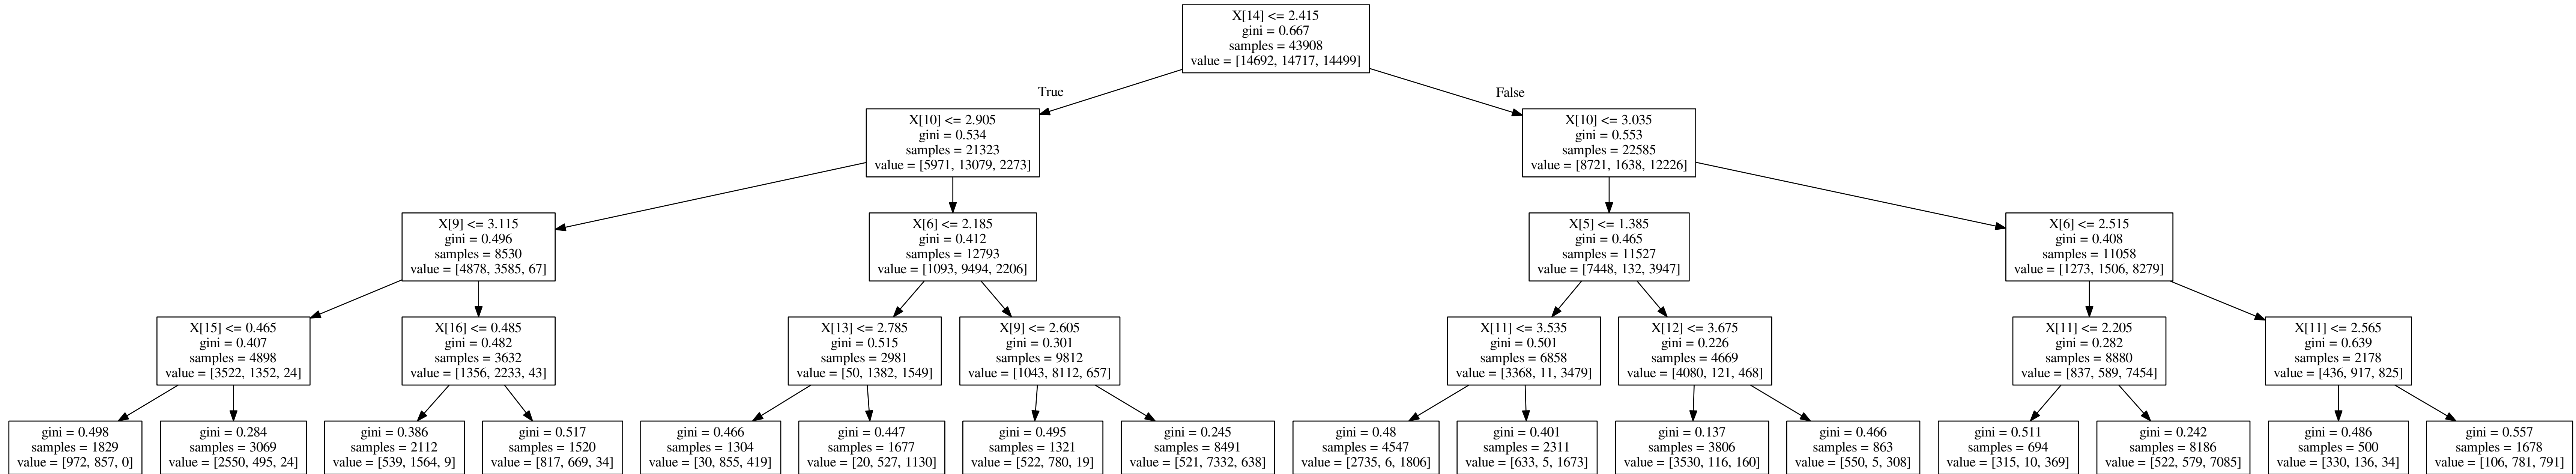 X[14] <= 2.415
gini = 0.667
samples = 43908
value = [14692, 14717, 14499]
True
False
X[10] <= 2.905
gini = 0.534
samples = 21323
value = [5971, 13079, 2273]
X[10] <= 3.035
gini = 0.553
samples = 22585
value = [8721, 1638, 12226]
X[9] <= 3.115
gini = 0.496
samples = 8530
value = [4878, 3585, 67]
X[6] <= 2.185
gini = 0.412
samples = 12793
value = [1093, 9494, 2206]
X[5] <= 1.385
gini = 0.465
samples = 11527
value = [7448, 132, 3947]
X[6] <= 2.515
gini = 0.408
samples = 11058
value = [1273, 1506, 8279]
X[15] <= 0.465
gini = 0.407
samples = 4898
value = [3522, 1352, 24]
X[16] <= 0.485
gini = 0.482
samples = 3632
value = [1356, 2233, 43]
X[13] <= 2.785
gini = 0.515
samples = 2981
value = [50, 1382, 1549]
X[9] <= 2.605
gini = 0.301
samples = 9812
value = [1043, 8112, 657]
X[11] <= 3.535
gini = 0.501
samples = 6858
value = [3368, 11, 3479]
X[12] <= 3.675
gini = 0.226
samples = 4669
value = [4080, 121, 468]
X[11] <= 2.205
gini = 0.282
samples = 8880
value = [837, 589, 7454]
X[11] <= 2.565
gini = 0.639
samples = 2178
value = [436, 917, 825]
gini = 0.498
samples = 1829
value = [972, 857, 0]
gini = 0.284
samples = 3069
value = [2550, 495, 24]
gini = 0.386
samples = 2112
value = [539, 1564, 9]
gini = 0.517
samples = 1520
value = [817, 669, 34]
gini = 0.466
samples = 1304
value = [30, 855, 419]
gini = 0.447
samples = 1677
value = [20, 527, 1130]
gini = 0.495
samples = 1321
value = [522, 780, 19]
gini = 0.245
samples = 8491
value = [521, 7332, 638]
gini = 0.48
samples = 4547
value = [2735, 6, 1806]
gini = 0.401
samples = 2311
value = [633, 5, 1673]
gini = 0.137
samples = 3806
value = [3530, 116, 160]
gini = 0.466
samples = 863
value = [550, 5, 308]
gini = 0.511
samples = 694
value = [315, 10, 369]
gini = 0.242
samples = 8186
value = [522, 579, 7085]
gini = 0.486
samples = 500
value = [330, 136, 34]
gini = 0.557
samples = 1678
value = [106, 781, 791]